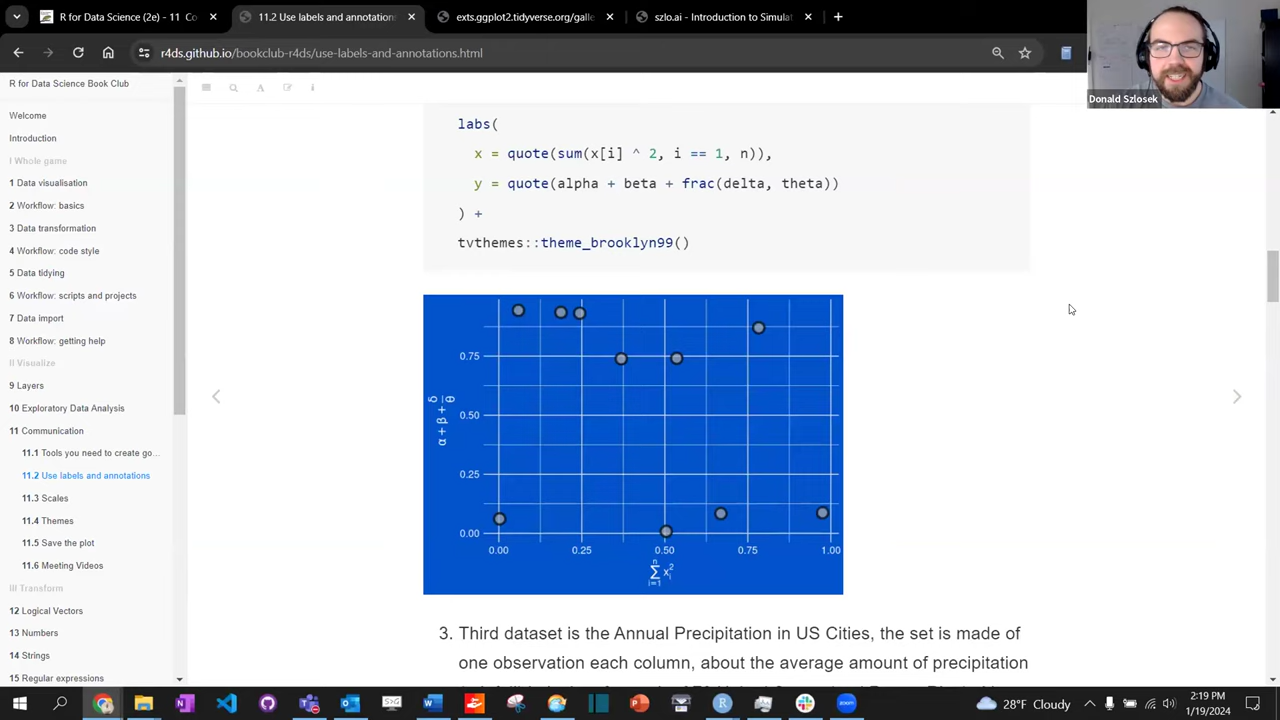 R for Data Science (2e) - 11 Co
11.2 Use labels and annotations
exts.ggplot2.tidyverse.org/galle
szlo.ai - Introduction to Simulat
r4ds.github.io/bookclub-r4ds/use-labels-and-annotations.html
Donald Szlosek
R for Data Science Book Club
Welcome
Introduction
I Whole game
1 Data visualisation
2 Workflow: basics
3 Data transformation
4 Workflow: code style
5 Data tidying
6 Workflow: scripts and projects
7 Data import
8 Workflow: getting help
II Visualize
9 Layers
10 Exploratory Data Analysis
11 Communication
11.1 Tools you need to create go...
11.2 Use labels and annotations
11.3 Scales
11.4 Themes
11.5 Save the plot
11.6 Meeting Videos
III Transform
12 Logical Vectors
13 Numbers
14 Strings
15 Regular expressions
labs(
x = quote(sum(x[i] ^ 2, i == 1, n)),
y = quote(alpha + beta + frac(delta, theta))
) +
tvthemes::theme_brooklyn99()
α + β + δ/θ
0.75
0.50
0.25
0.00
0.00 0.25 0.50 0.75 1.00
n
∑ xi2
i=1
3. Third dataset is the Annual Precipitation in US Cities, the set is made of
one observation each column, about the average amount of precipitation
28°F Cloudy
2:19 PM
1/19/2024